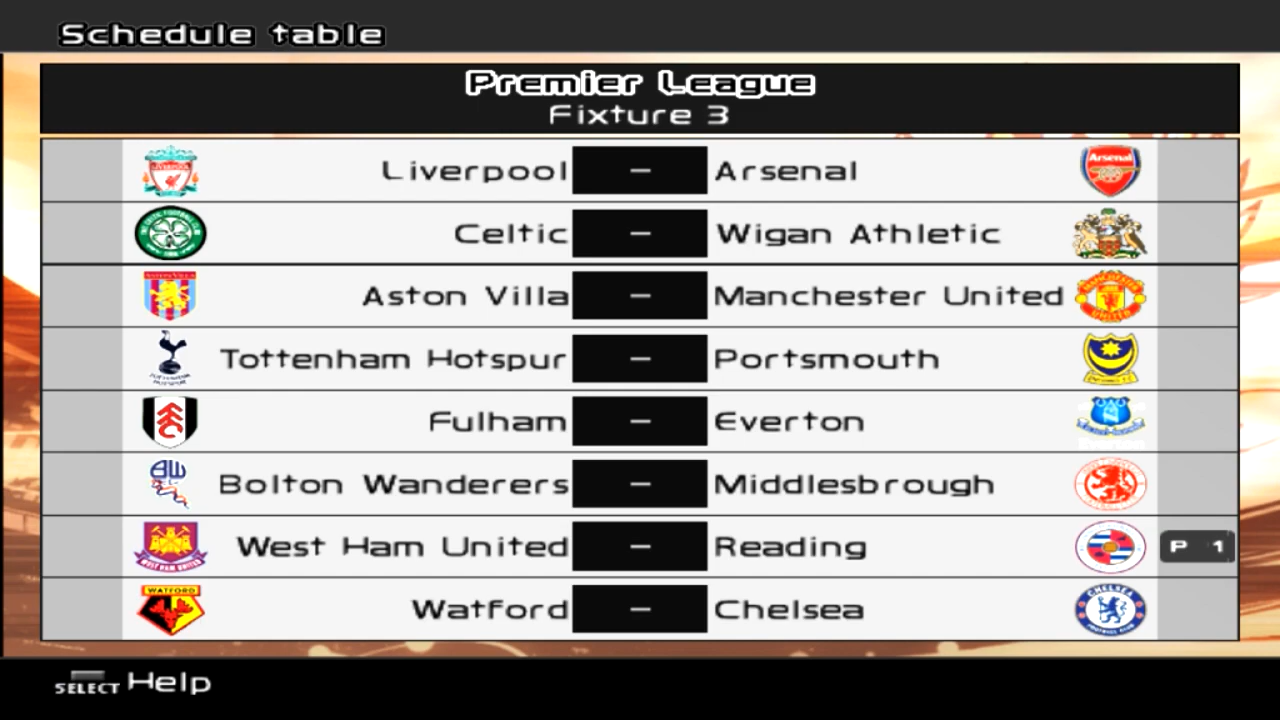 Schedule table
Premier League
Fixture 3
Liverpool - Arsenal
Celtic - Wigan Athletic
Aston Villa - Manchester United
Tottenham Hotspur - Portsmouth
Fulham - Everton
Bolton Wanderers - Middlesbrough
West Ham United - Reading P 1
Watford - Chelsea
SELECT Help